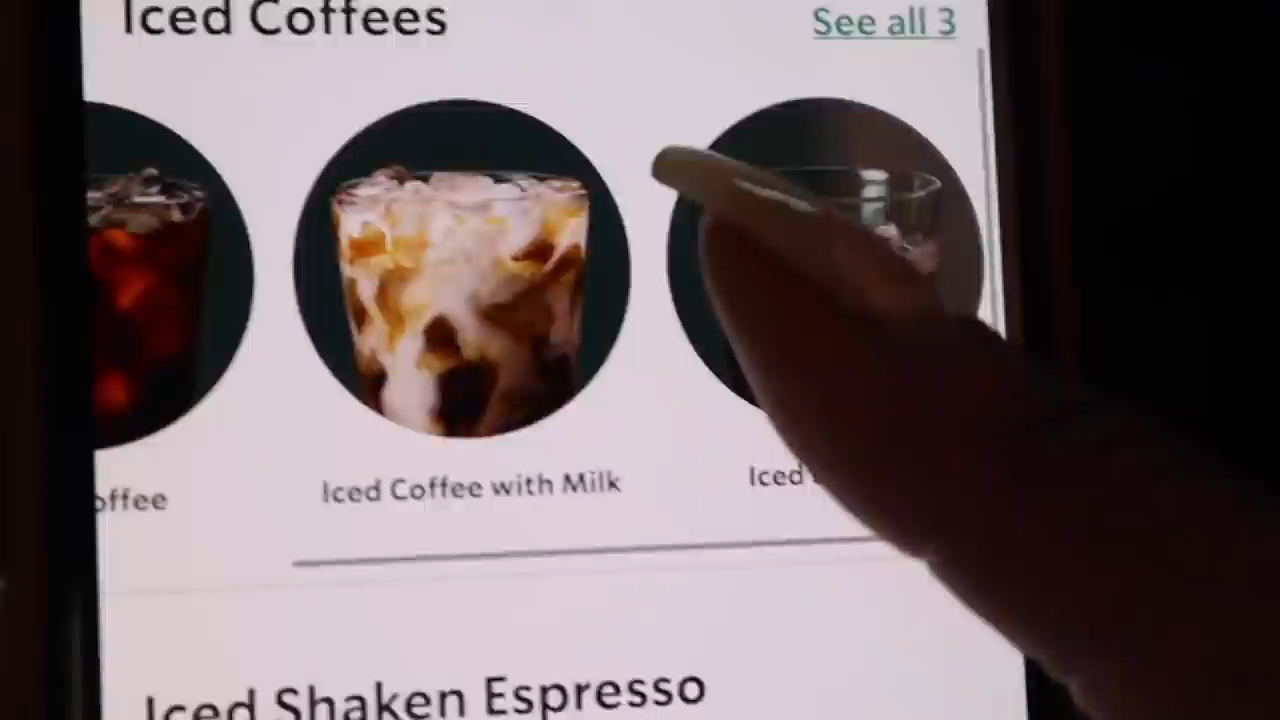 Iced Coffees
See all 3
offee
Iced Coffee with Milk
Iced
Iced Shaken Espresso